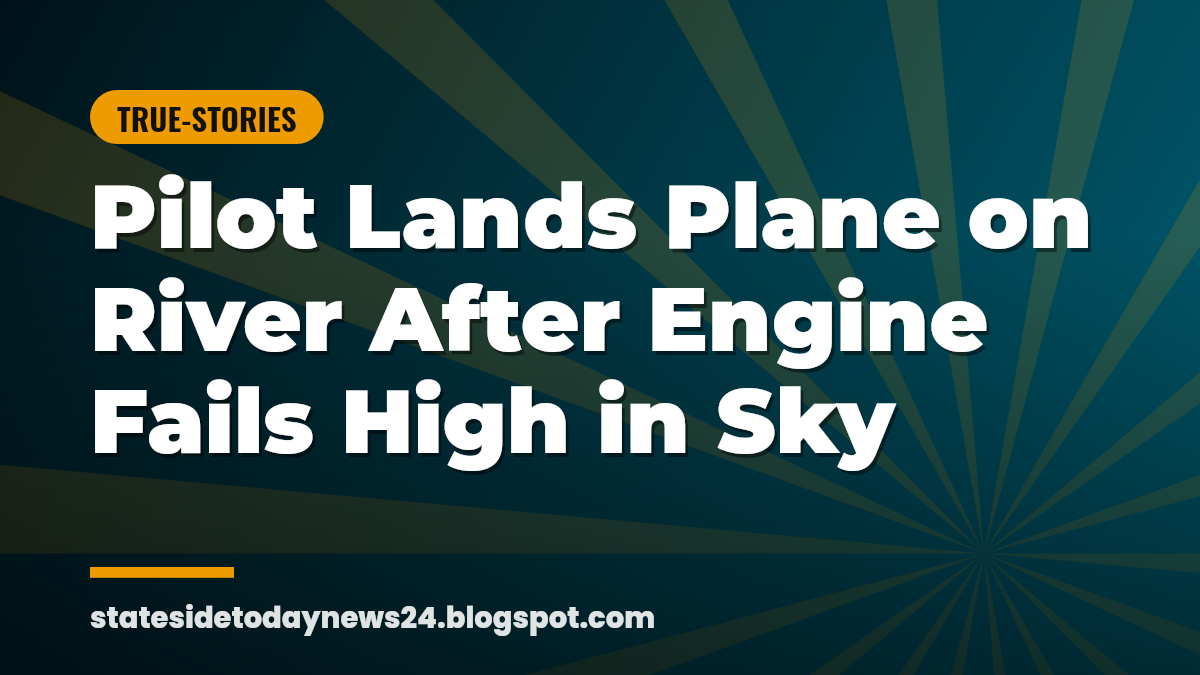 TRUE-STORIES
Pilot Lands Plane on
River After Engine
Fails High in Sky
statesidetodaynews24.blogspot.com